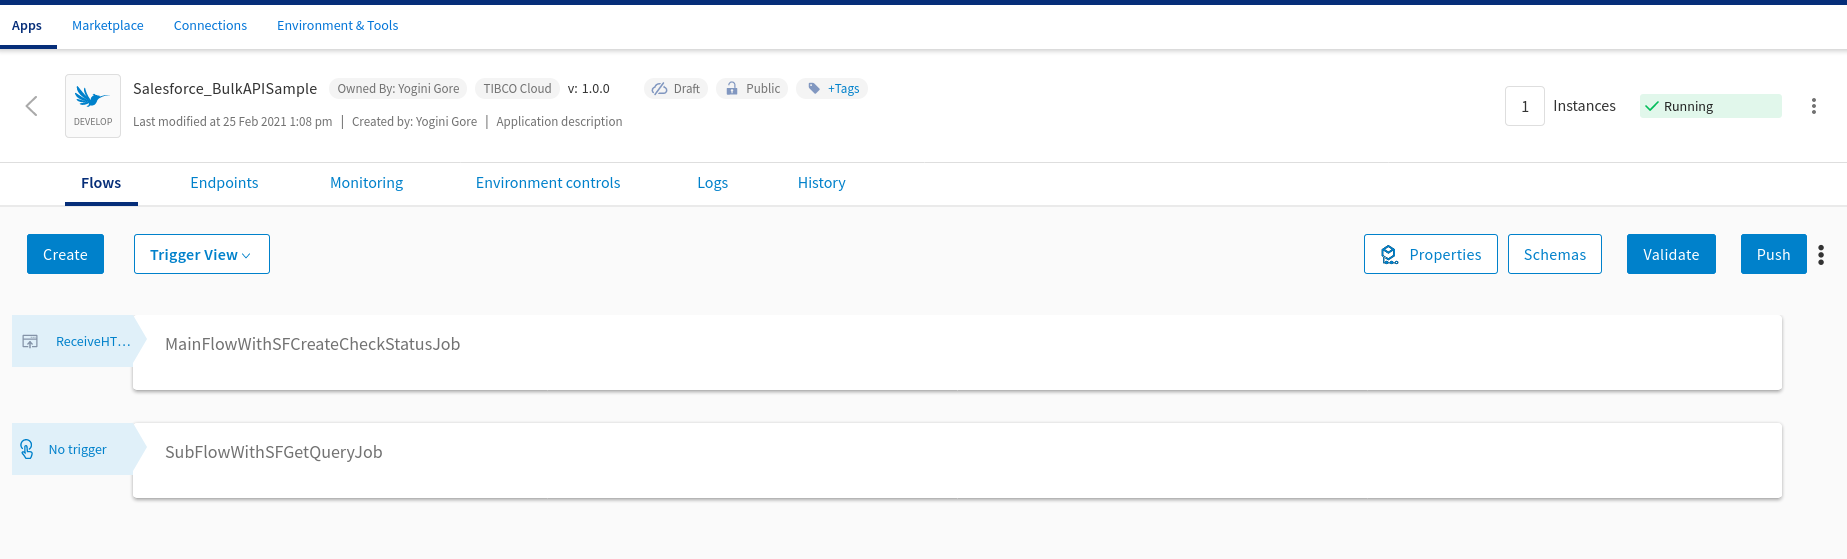 Apps Marketplace Connections Environment & Tools
Salesforce_BulkAPISample Owned By: Yogini Gore TIBCO Cloud v: 1.0.0 Draft Public +Tags
DEVELOP
Last modified at 25 Feb 2021 1:08 pm | Created by: Yogini Gore | Application description
1 Instances Running
Flows Endpoints Monitoring Environment controls Logs History
Create Trigger View Properties Schemas Validate Push
ReceiveHT... MainFlowWithSFCreateCheckStatusJob
No trigger SubFlowWithSFGetQueryJob